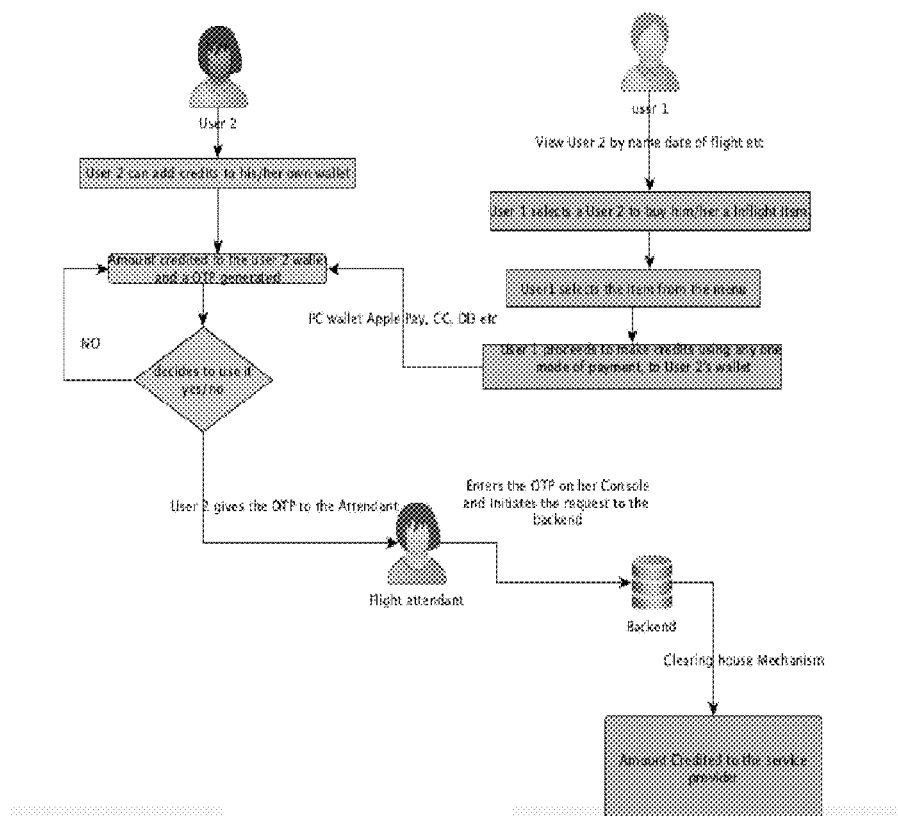 User 2
user 1
View User 2 by name date of flight etc
User 2 can add credits to his/her own wallet
User 1 selects a User 2 to buy him/her a Inflight item
Amount credited to the user 2 wallet
and a OTP generated
User1 selects the item from the menu
PC wallet Apple Pay, CC, DD etc
NO
User 1 proceeds to make credits using any one
mode of payment, to User 2's wallet
decides to use it
yes/no
Enters the OTP on her Console
and Initiates the request to the
backend
User 2 gives the OTP to the Attendant
Flight attendant
Backend
Clearing house Mechanism
Amount Credited to the service
provider